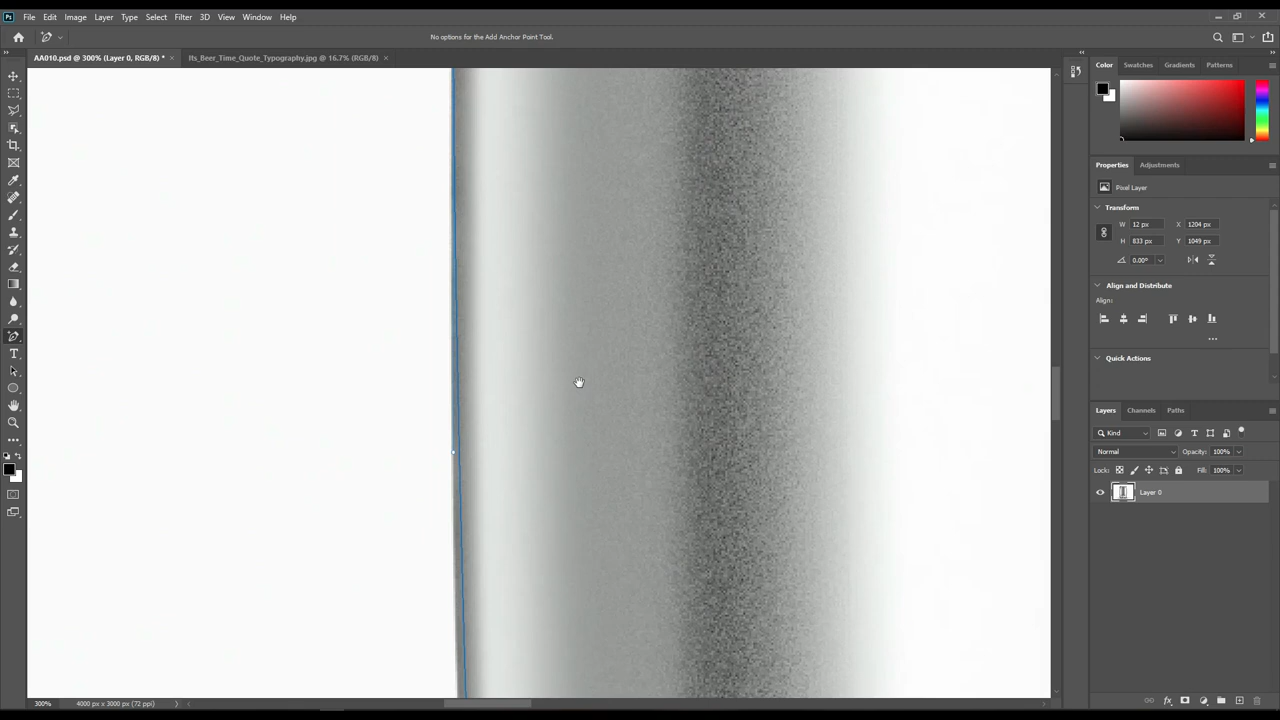 Ps File Edit Image Layer Type Select Filter 3D View Window Help
No options for the Add Anchor Point Tool.
AA010.psd @ 300% (Layer 0, RGB/8) * × Its_Beer_Time_Quote_Typography.jpg @ 16.7% (RGB/8) ×
Color Swatches Gradients Patterns
Properties Adjustments
Pixel Layer
Transform
W 12 px X 1204 px
H 833 px Y 1049 px
0.00°
Align and Distribute
Align:
Quick Actions
Layers Channels Paths
Kind
Normal Opacity: 100%
Lock: Fill: 100%
Layer 0
300% 4000 px x 3000 px (72 ppi)